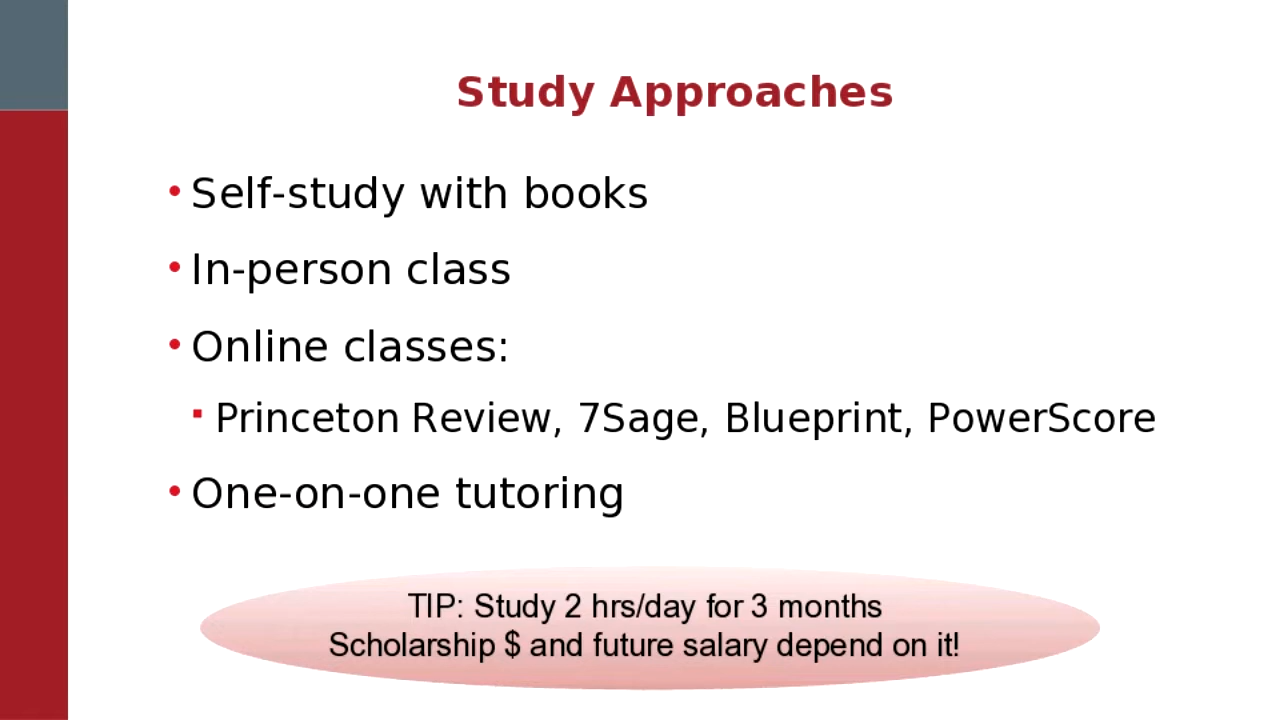 Study Approaches
• Self-study with books
• In-person class
• Online classes:
▪ Princeton Review, 7Sage, Blueprint, PowerScore
• One-on-one tutoring
TIP: Study 2 hrs/day for 3 months
Scholarship $ and future salary depend on it!